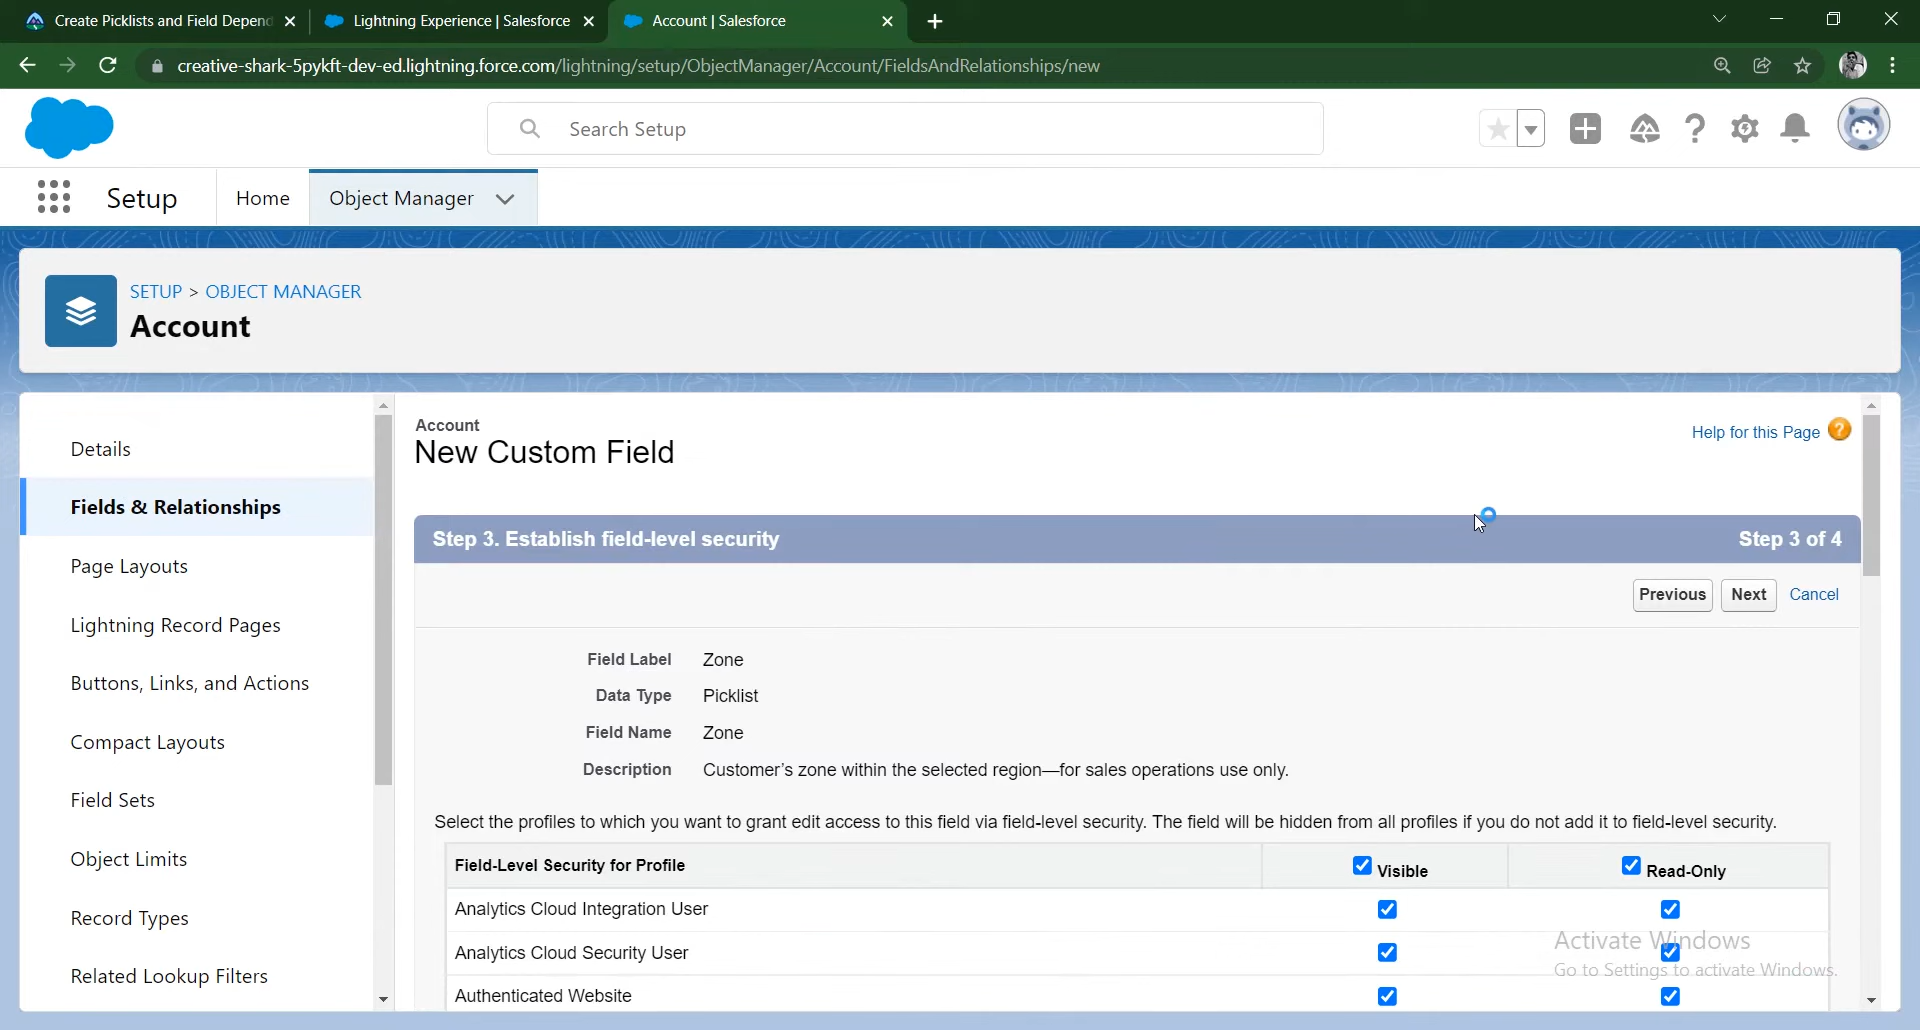 Create Picklists and Field Depend
Lightning Experience | Salesforce
Account | Salesforce
creative-shark-5pykft-dev-ed.lightning.force.com/lightning/setup/ObjectManager/Account/FieldsAndRelationships/new
Search Setup
Setup
Home
Object Manager
SETUP > OBJECT MANAGER
Account
Details
Fields & Relationships
Page Layouts
Lightning Record Pages
Buttons, Links, and Actions
Compact Layouts
Field Sets
Object Limits
Record Types
Related Lookup Filters
Account
New Custom Field
Help for this Page ?
Step 3. Establish field-level security
Step 3 of 4
Previous Next Cancel
Field Label Zone
Data Type Picklist
Field Name Zone
Description Customer's zone within the selected region—for sales operations use only.
Select the profiles to which you want to grant edit access to this field via field-level security. The field will be hidden from all profiles if you do not add it to field-level security.
Field-Level Security for Profile Visible Read-Only
Analytics Cloud Integration User
Analytics Cloud Security User
Authenticated Website
Activate Windows
Go to Settings to activate Windows.